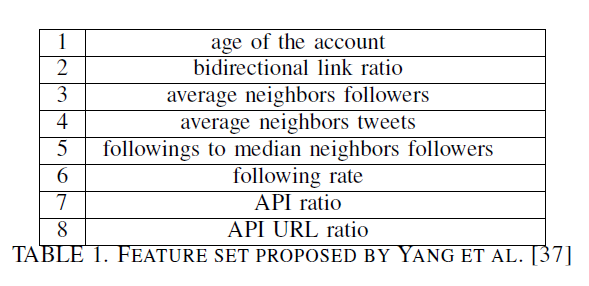 1 age of the account
2 bidirectional link ratio
3 average neighbors followers
4 average neighbors tweets
5 followings to median neighbors followers
6 following rate
7 API ratio
8 API URL ratio
TABLE 1. FEATURE SET PROPOSED BY YANG ET AL. [37]